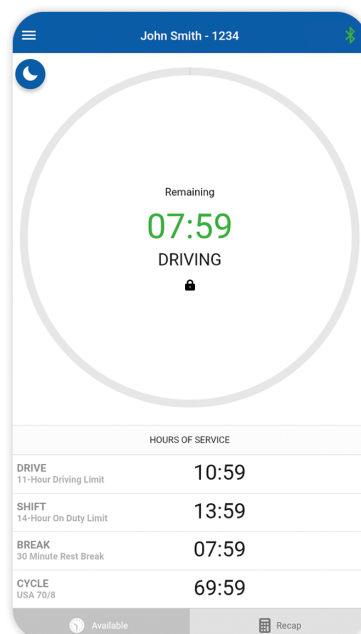 John Smith - 1234
Remaining
07:59
DRIVING
HOURS OF SERVICE
DRIVE
11-Hour Driving Limit
10:59
SHIFT
14-Hour On Duty Limit
13:59
BREAK
30 Minute Rest Break
07:59
CYCLE
USA 70/8
69:59
Available
Recap